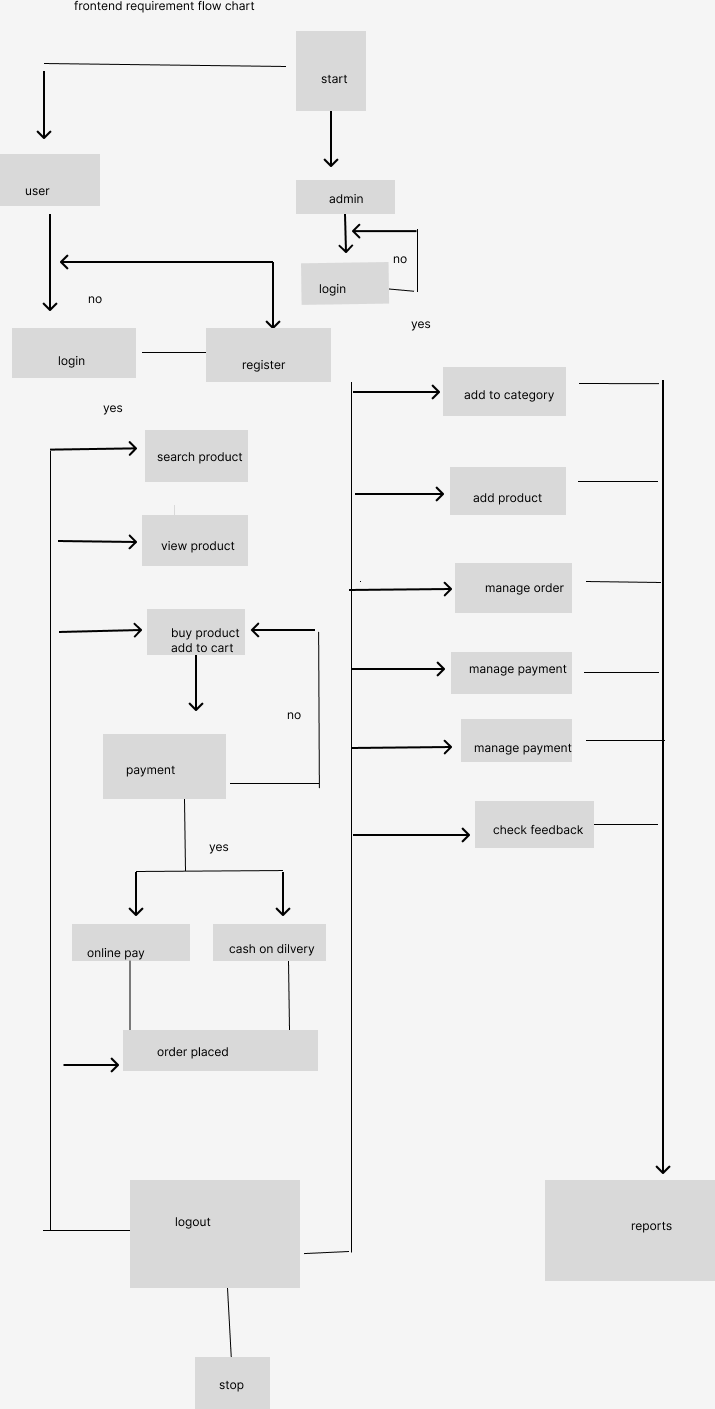 frontend requirement flow chart
start
user
admin
no
login
no
yes
login
register
add to category
yes
search product
add product
view product
manage order
buy product
add to cart
manage payment
no
manage payment
payment
check feedback
yes
online pay
cash on dilvery
order placed
logout
reports
stop